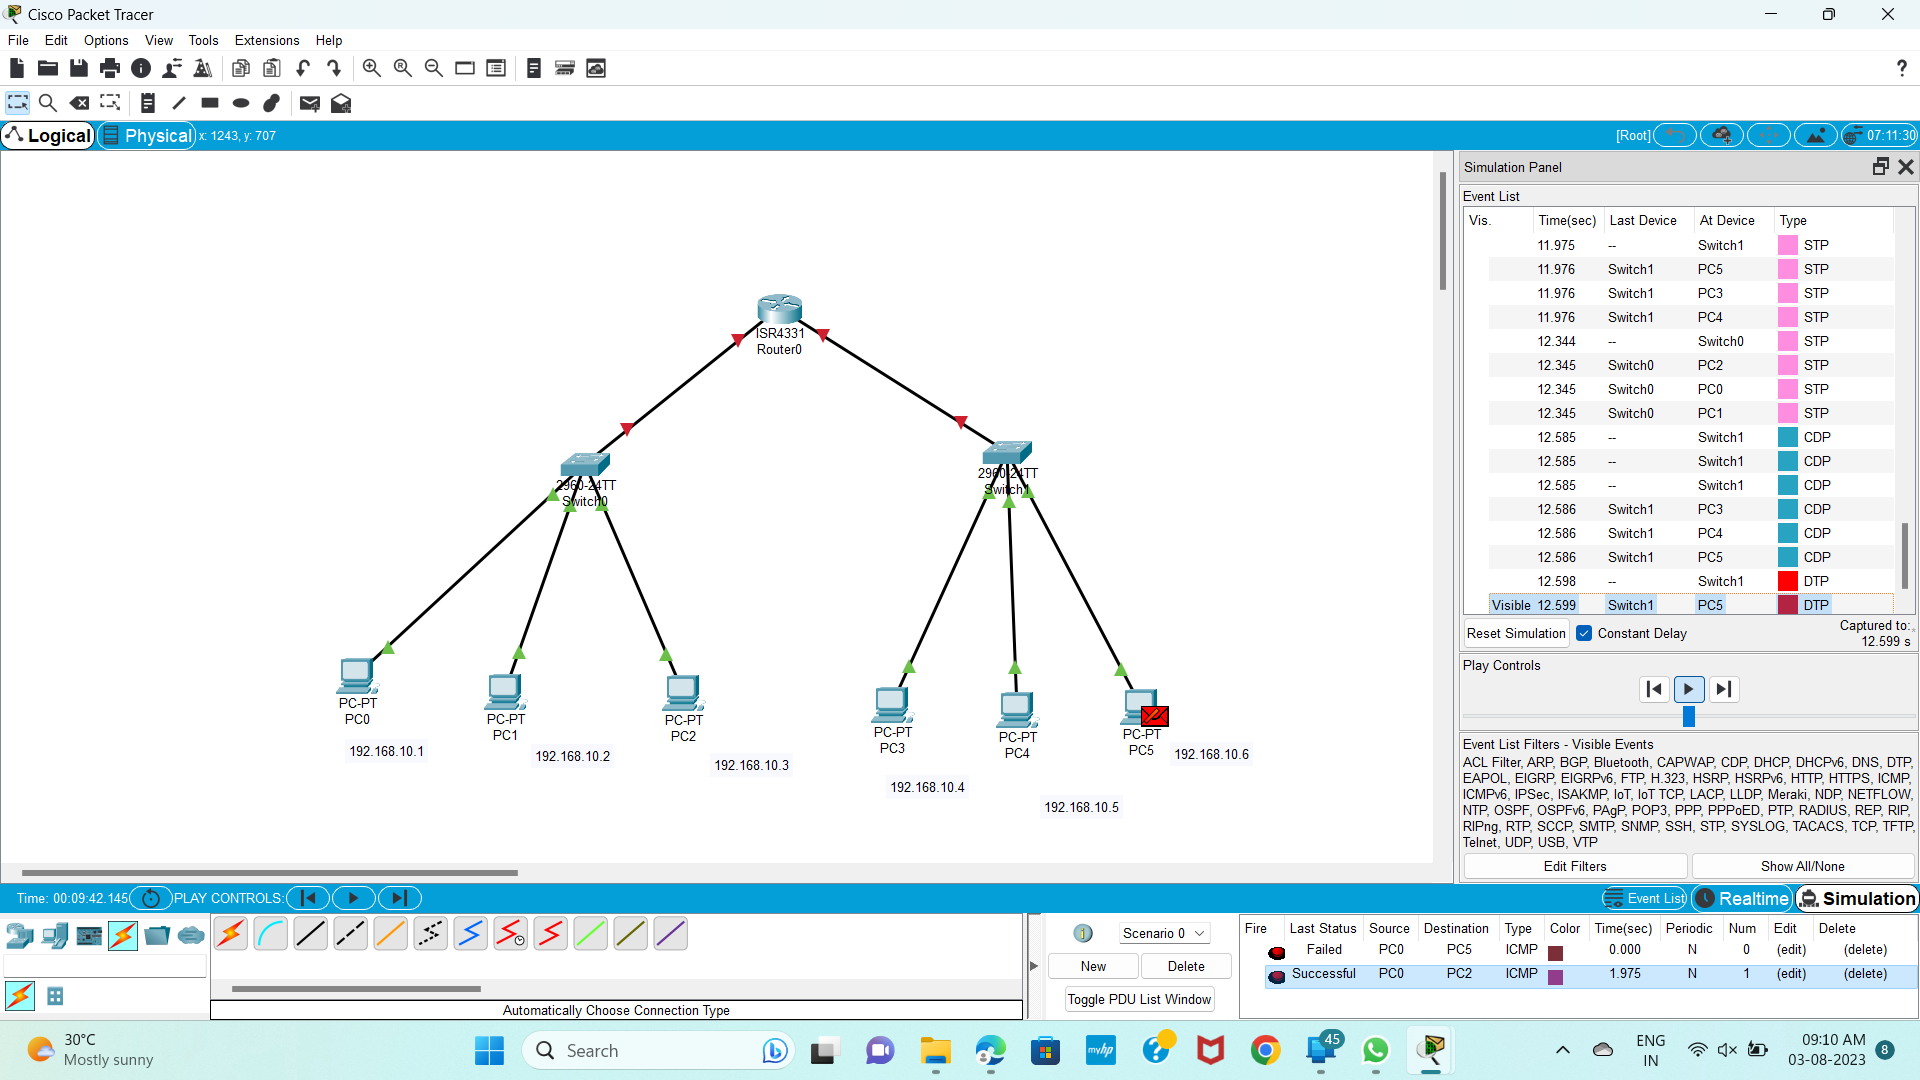 Cisco Packet Tracer
File Edit Options View Tools Extensions Help
?
Logical Physical x: 1243, y: 707 [Root] 07:11:30
ISR4331
Router0
2960-24TT
Switch0
2960-24TT
Switch1
PC-PT
PC0
192.168.10.1
PC-PT
PC1
192.168.10.2
PC-PT
PC2
192.168.10.3
PC-PT
PC3
192.168.10.4
PC-PT
PC4
192.168.10.5
PC-PT
PC5
192.168.10.6
Simulation Panel
Event List
Vis. Time(sec) Last Device At Device Type
11.975 -- Switch1 STP
11.976 Switch1 PC5 STP
11.976 Switch1 PC3 STP
11.976 Switch1 PC4 STP
12.344 -- Switch0 STP
12.345 Switch0 PC2 STP
12.345 Switch0 PC0 STP
12.345 Switch0 PC1 STP
12.585 -- Switch1 CDP
12.585 -- Switch1 CDP
12.585 -- Switch1 CDP
12.586 Switch1 PC3 CDP
12.586 Switch1 PC4 CDP
12.586 Switch1 PC5 CDP
12.598 -- Switch1 DTP
Visible 12.599 Switch1 PC5 DTP
Reset Simulation Constant Delay Captured to:
12.599 s
Play Controls
Event List Filters - Visible Events
ACL Filter, ARP, BGP, Bluetooth, CAPWAP, CDP, DHCP, DHCPv6, DNS, DTP,
EAPOL, EIGRP, EIGRPv6, FTP, H.323, HSRP, HSRPv6, HTTP, HTTPS, ICMP,
ICMPv6, IPSec, ISAKMP, IoT, IoT TCP, LACP, LLDP, Meraki, NDP, NETFLOW,
NTP, OSPF, OSPFv6, PAgP, POP3, PPP, PPPoED, PTP, RADIUS, REP, RIP,
RIPng, RTP, SCCP, SMTP, SNMP, SSH, STP, SYSLOG, TACACS, TCP, TFTP,
Telnet, UDP, USB, VTP
Edit Filters Show All/None
Time: 00:09:42.145 PLAY CONTROLS: Event List Realtime Simulation
Automatically Choose Connection Type
1 Scenario 0
New Delete
Toggle PDU List Window
Fire Last Status Source Destination Type Color Time(sec) Periodic Num Edit Delete
Failed PC0 PC5 ICMP 0.000 N 0 (edit) (delete)
Successful PC0 PC2 ICMP 1.975 N 1 (edit) (delete)
30°C
Mostly sunny
Search
myhp
45
ENG
IN
09:10 AM
03-08-2023
8